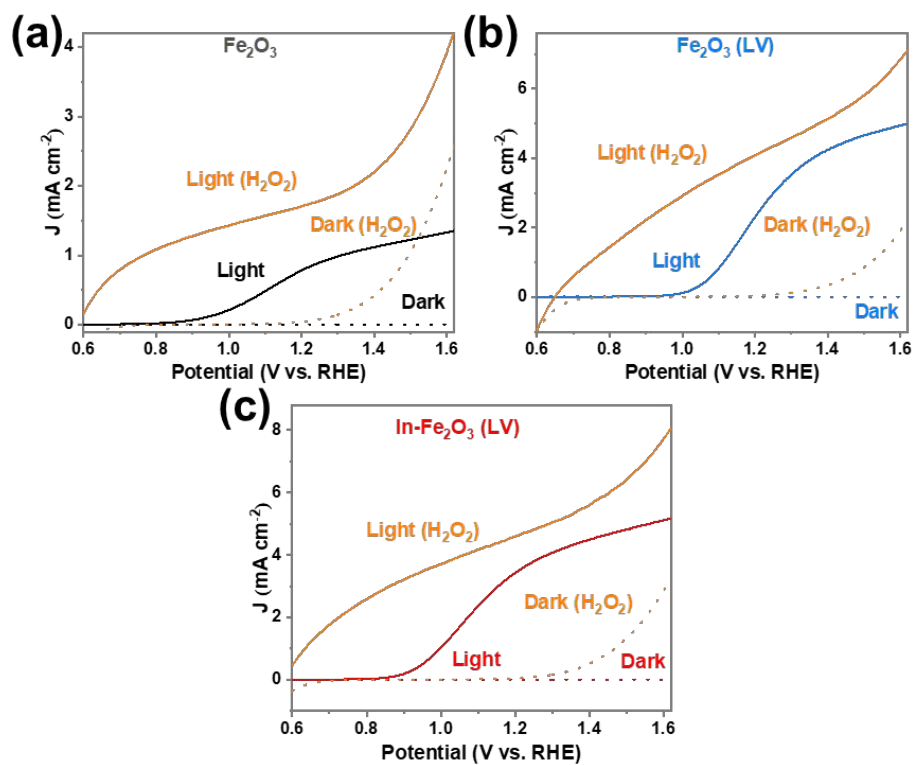 (a)
Fe₂O₃
J (mA cm⁻²)
4
3
2
1
0
Light (H₂O₂)
Dark (H₂O₂)
Light
Dark
0.6 0.8 1.0 1.2 1.4 1.6
Potential (V vs. RHE)
(b)
Fe₂O₃ (LV)
J (mA cm⁻²)
6
4
2
0
Light (H₂O₂)
Dark (H₂O₂)
Light
Dark
0.6 0.8 1.0 1.2 1.4 1.6
Potential (V vs. RHE)
(c)
In-Fe₂O₃ (LV)
J (mA cm⁻²)
8
6
4
2
0
Light (H₂O₂)
Dark (H₂O₂)
Light
Dark
0.6 0.8 1.0 1.2 1.4 1.6
Potential (V vs. RHE)